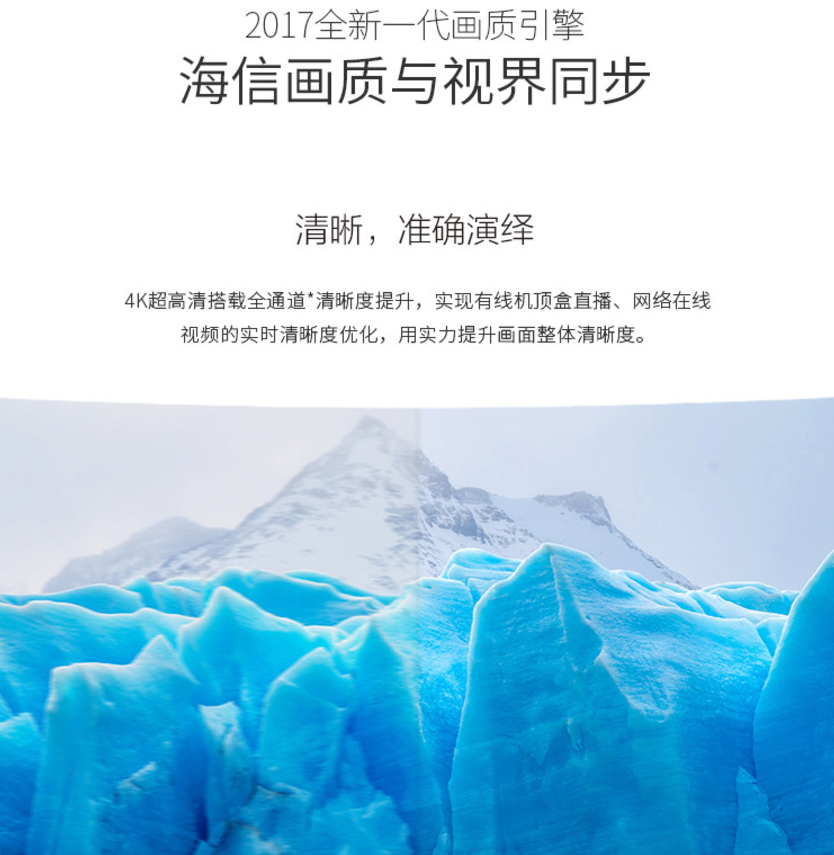 2017全新一代画质引擎
海信画质与视界同步
清晰，准确演绎
4K超高清搭载全通道*清晰度提升，实现有线机顶盒直播、网络在线
视频的实时清晰度优化，用实力提升画面整体清晰度。